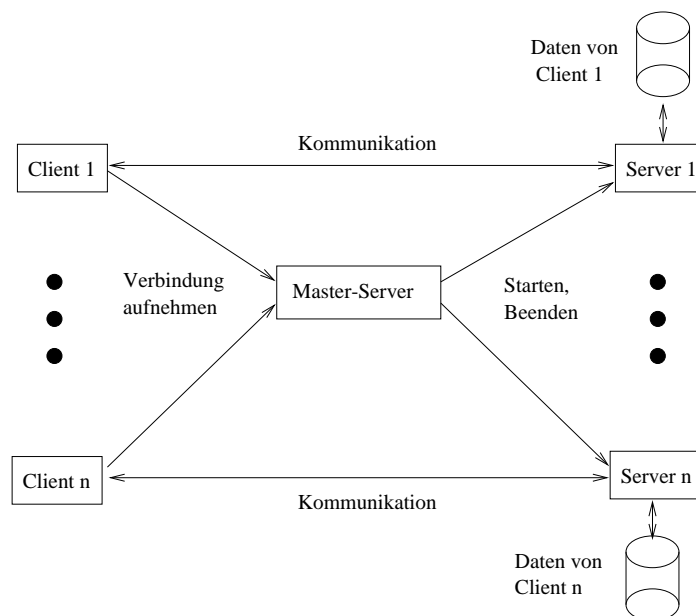 Daten von
Client 1
Kommunikation
Client 1
Server 1
Verbindung
aufnehmen
Master-Server
Starten,
Beenden
Client n
Server n
Kommunikation
Daten von
Client n